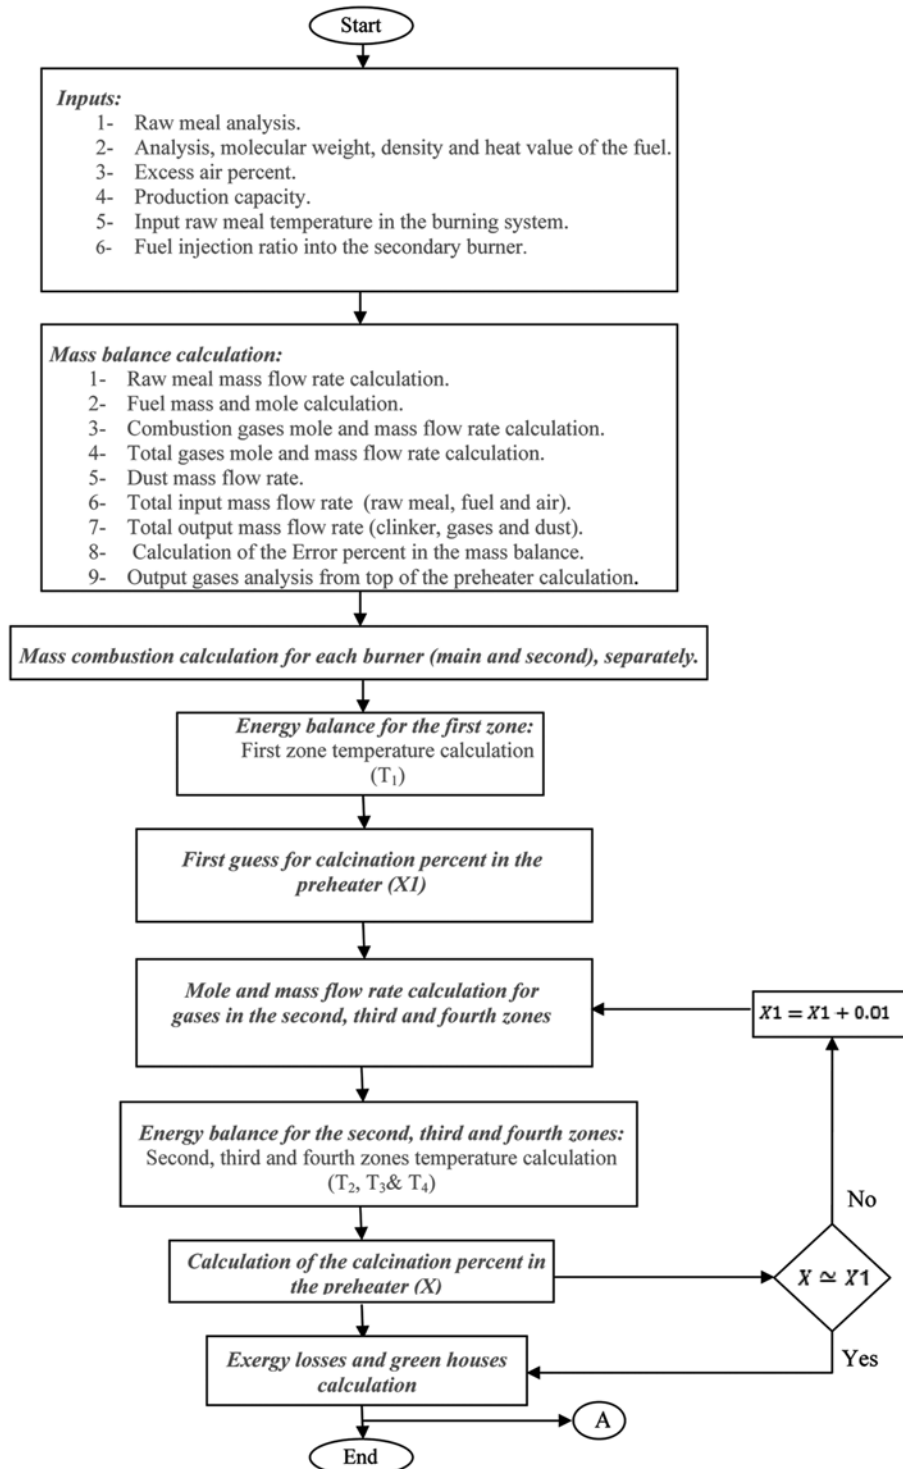 Start
Inputs:
1- Raw meal analysis.
2- Analysis, molecular weight, density and heat value of the fuel.
3- Excess air percent.
4- Production capacity.
5- Input raw meal temperature in the burning system.
6- Fuel injection ratio into the secondary burner.
Mass balance calculation:
1- Raw meal mass flow rate calculation.
2- Fuel mass and mole calculation.
3- Combustion gases mole and mass flow rate calculation.
4- Total gases mole and mass flow rate calculation.
5- Dust mass flow rate.
6- Total input mass flow rate (raw meal, fuel and air).
7- Total output mass flow rate (clinker, gases and dust).
8- Calculation of the Error percent in the mass balance.
9- Output gases analysis from top of the preheater calculation.
Mass combustion calculation for each burner (main and second), separately.
Energy balance for the first zone:
First zone temperature calculation
(T₁)
First guess for calcination percent in the
preheater (X1)
Mole and mass flow rate calculation for
gases in the second, third and fourth zones
X1 = X1 + 0.01
Energy balance for the second, third and fourth zones:
Second, third and fourth zones temperature calculation
(T₂, T₃& T₄)
No
Calculation of the calcination percent in
the preheater (X)
X ≃ X1
Yes
Exergy losses and green houses
calculation
A
End